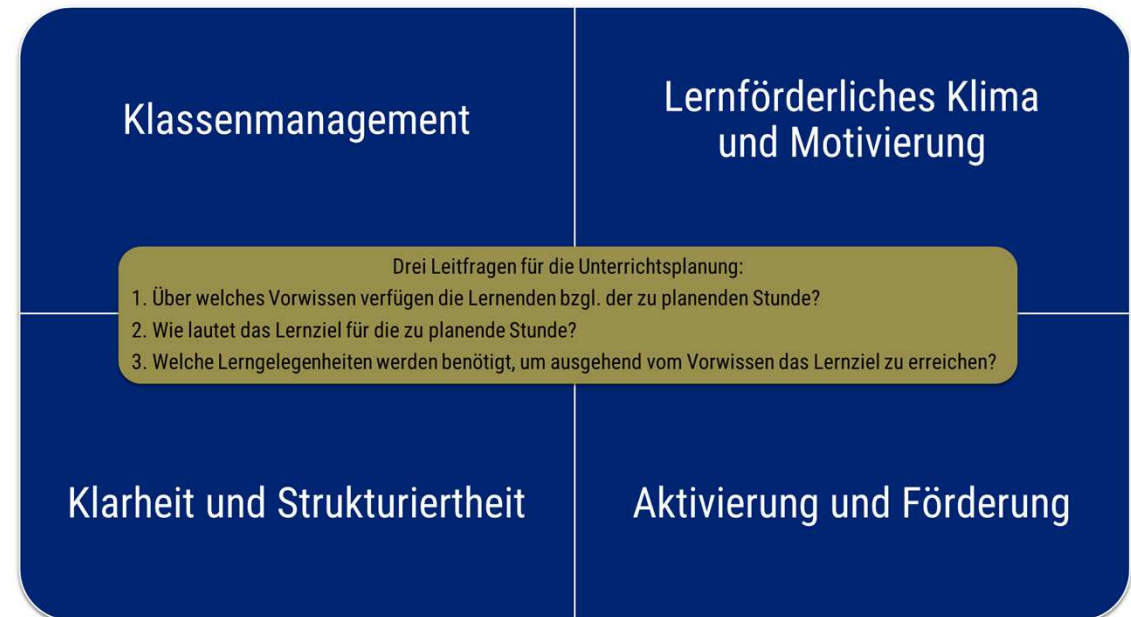 Klassenmanagement
Lernförderliches Klima
und Motivierung
Drei Leitfragen für die Unterrichtsplanung:
1. Über welches Vorwissen verfügen die Lernenden bzgl. der zu planenden Stunde?
2. Wie lautet das Lernziel für die zu planende Stunde?
3. Welche Lerngelegenheiten werden benötigt, um ausgehend vom Vorwissen das Lernziel zu erreichen?
Klarheit und Strukturiertheit
Aktivierung und Förderung